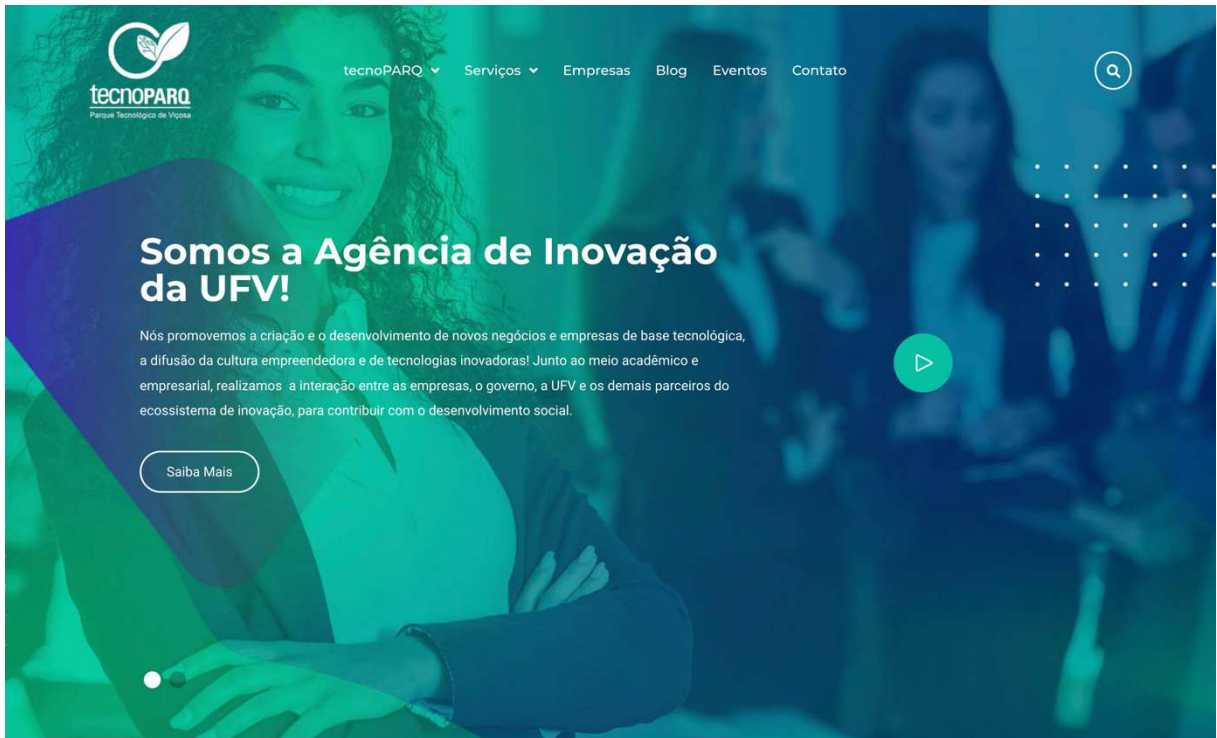 tecnoPARQ
Parque Tecnológico de Viçosa
tecnoPARQ Serviços Empresas Blog Eventos Contato
Somos a Agência de Inovação
da UFV!
Nós promovemos a criação e o desenvolvimento de novos negócios e empresas de base tecnológica,
a difusão da cultura empreendedora e de tecnologias inovadoras! Junto ao meio acadêmico e
empresarial, realizamos a interação entre as empresas, o governo, a UFV e os demais parceiros do
ecossistema de inovação, para contribuir com o desenvolvimento social.
Saiba Mais